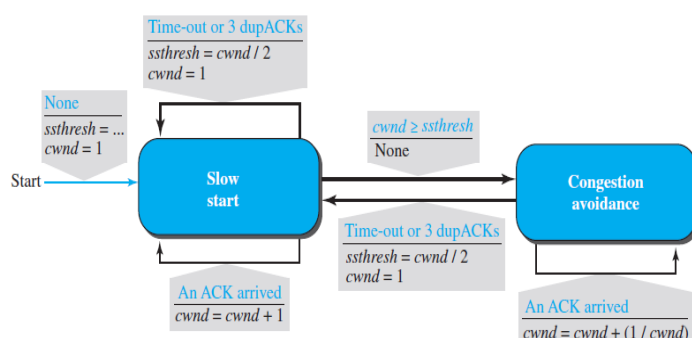 Time-out or 3 dupACKs
ssthresh = cwnd / 2
cwnd = 1
None
ssthresh = ...
cwnd = 1
Start
Slow
start
cwnd ≥ ssthresh
None
Congestion
avoidance
Time-out or 3 dupACKs
ssthresh = cwnd / 2
cwnd = 1
An ACK arrived
cwnd = cwnd + 1
An ACK arrived
cwnd = cwnd + (1 / cwnd)